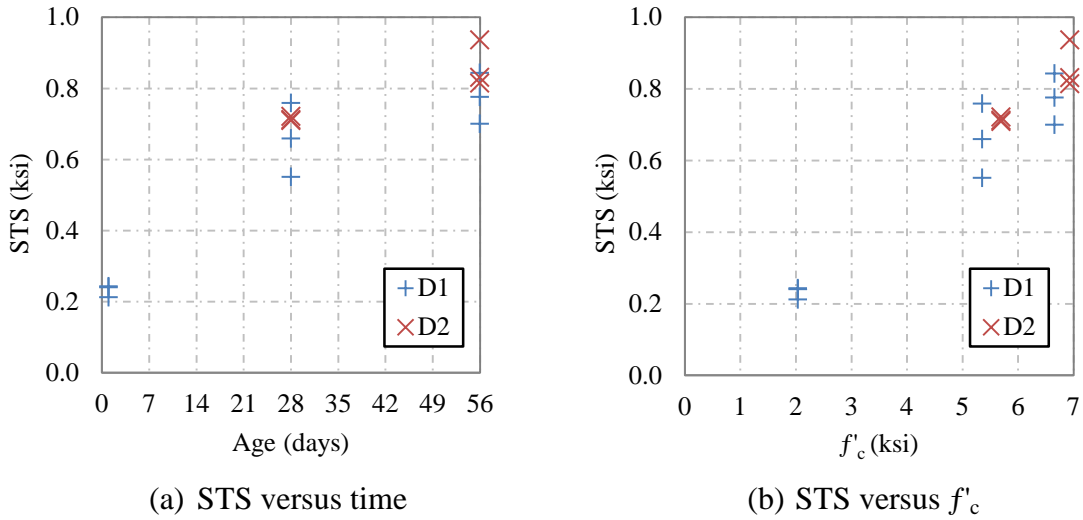 1.0
0.8
0.6
0.4
0.2
0.0
STS (ksi)
0 7 14 21 28 35 42 49 56
Age (days)
D1
D2
(a) STS versus time
1.0
0.8
0.6
0.4
0.2
0.0
STS (ksi)
0 1 2 3 4 5 6 7
f'c (ksi)
D1
D2
(b) STS versus f'c